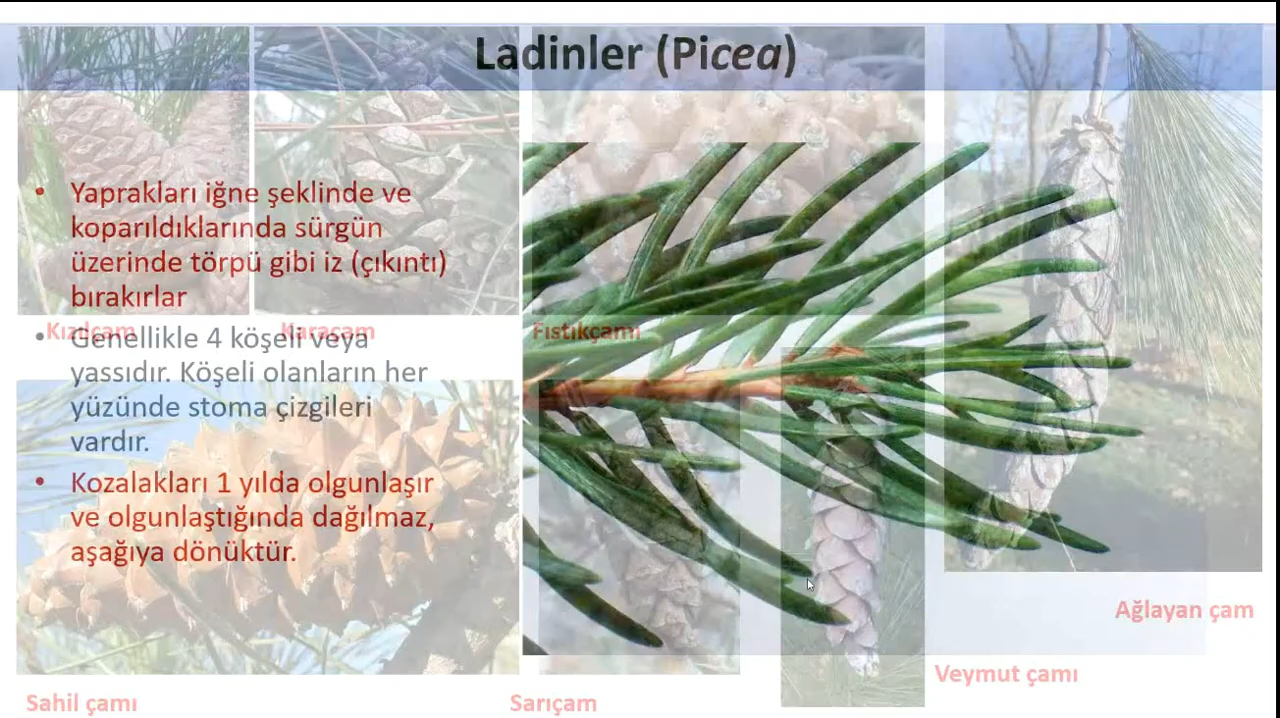 Ladinler (Picea)
• Yaprakları iğne şeklinde ve
koparıldıklarında sürgün
üzerinde törpü gibi iz (çıkıntı)
bırakırlar
Kızılçam
Karaçam
Fıstıkçamı
• Genellikle 4 köşeli veya
yassıdır. Köşeli olanların her
yüzünde stoma çizgileri
vardır.
• Kozalakları 1 yılda olgunlaşır
ve olgunlaştığında dağılmaz,
aşağıya dönüktür.
Ağlayan çam
Veymut çamı
Sahil çamı
Sarıçam